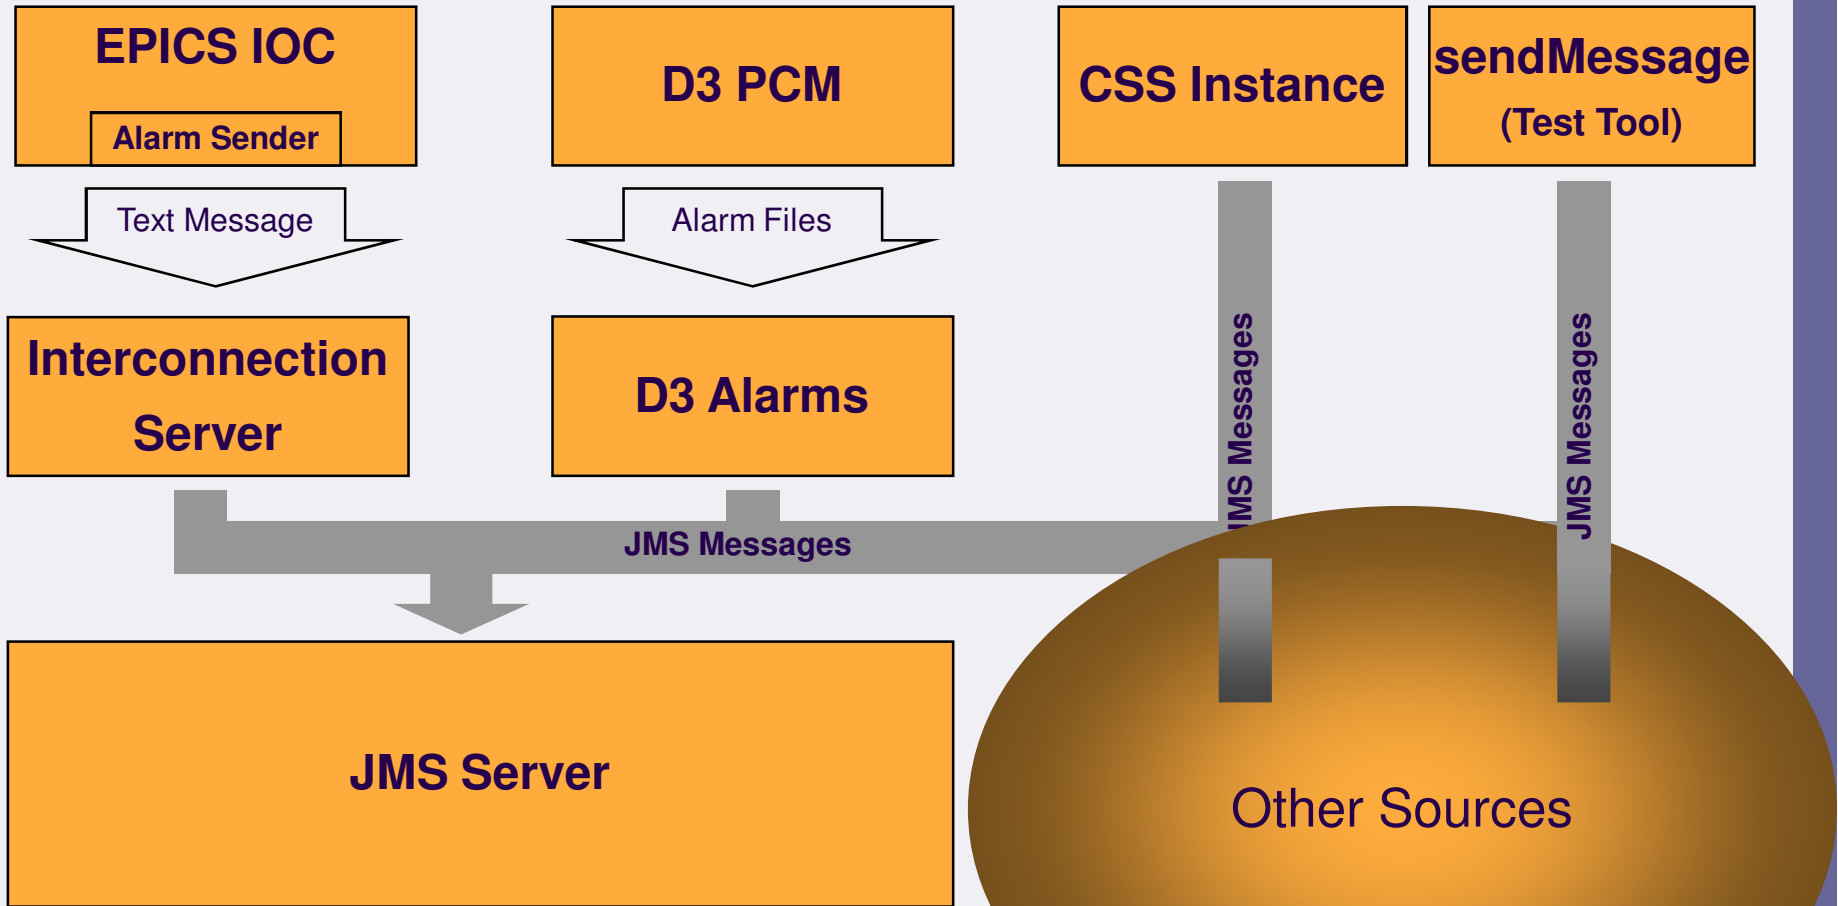 EPICS IOC
Alarm Sender
D3 PCM
CSS Instance
sendMessage
(Test Tool)
Text Message
Alarm Files
Interconnection
Server
D3 Alarms
JMS Messages
JMS Messages
JMS Messages
JMS Server
Other Sources